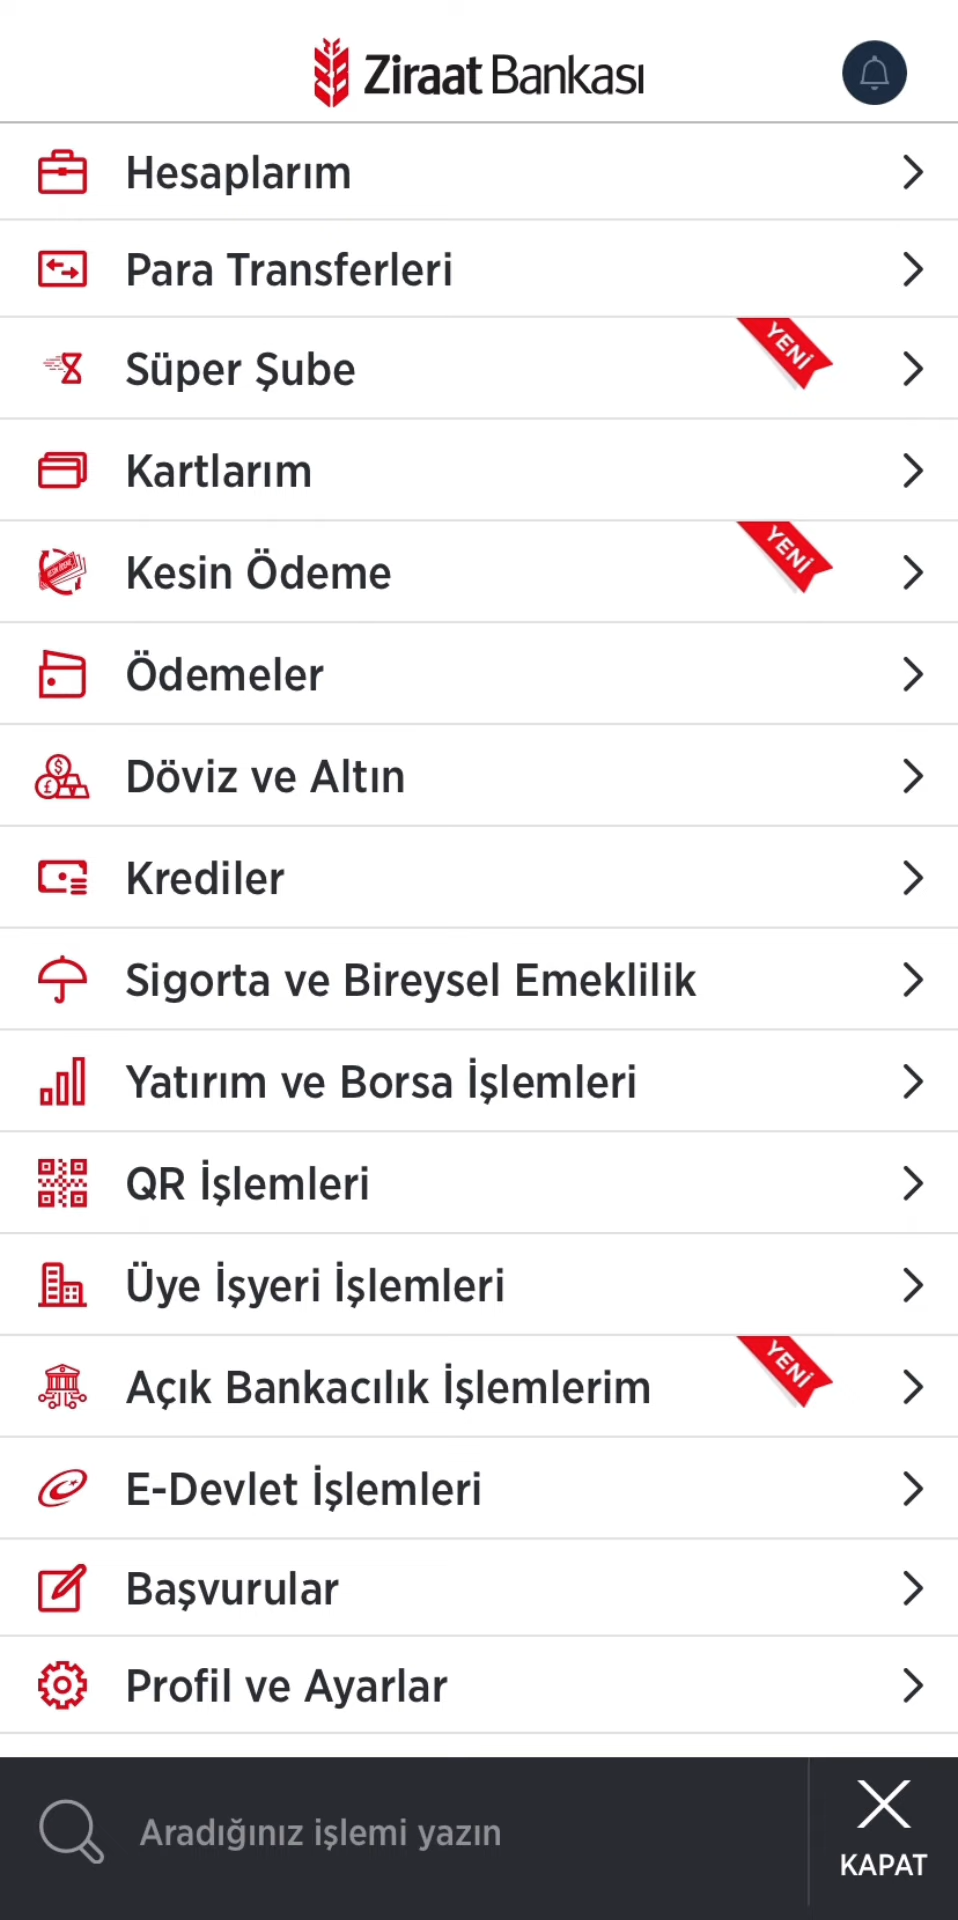 Ziraat Bankası
Hesaplarım
Para Transferleri
Süper Şube
YENİ
Kartlarım
Kesin Ödeme
YENİ
Ödemeler
Döviz ve Altın
Krediler
Sigorta ve Bireysel Emeklilik
Yatırım ve Borsa İşlemleri
QR İşlemleri
Üye İşyeri İşlemleri
Açık Bankacılık İşlemlerim
YENİ
E-Devlet İşlemleri
Başvurular
Profil ve Ayarlar
Aradığınız işlemi yazın
KAPAT